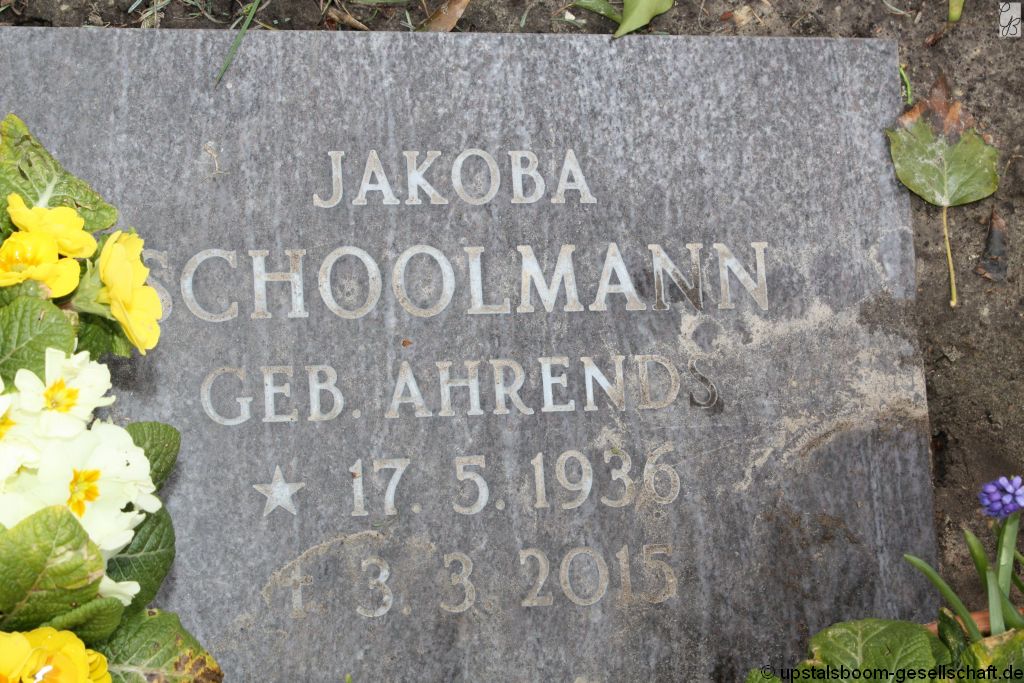 JAKOBA
SCHOOLMANN
GEB. AHRENDS
★ 17. 5. 1936
† 3. 3. 2015
© upstalsboom-gesellschaft.de